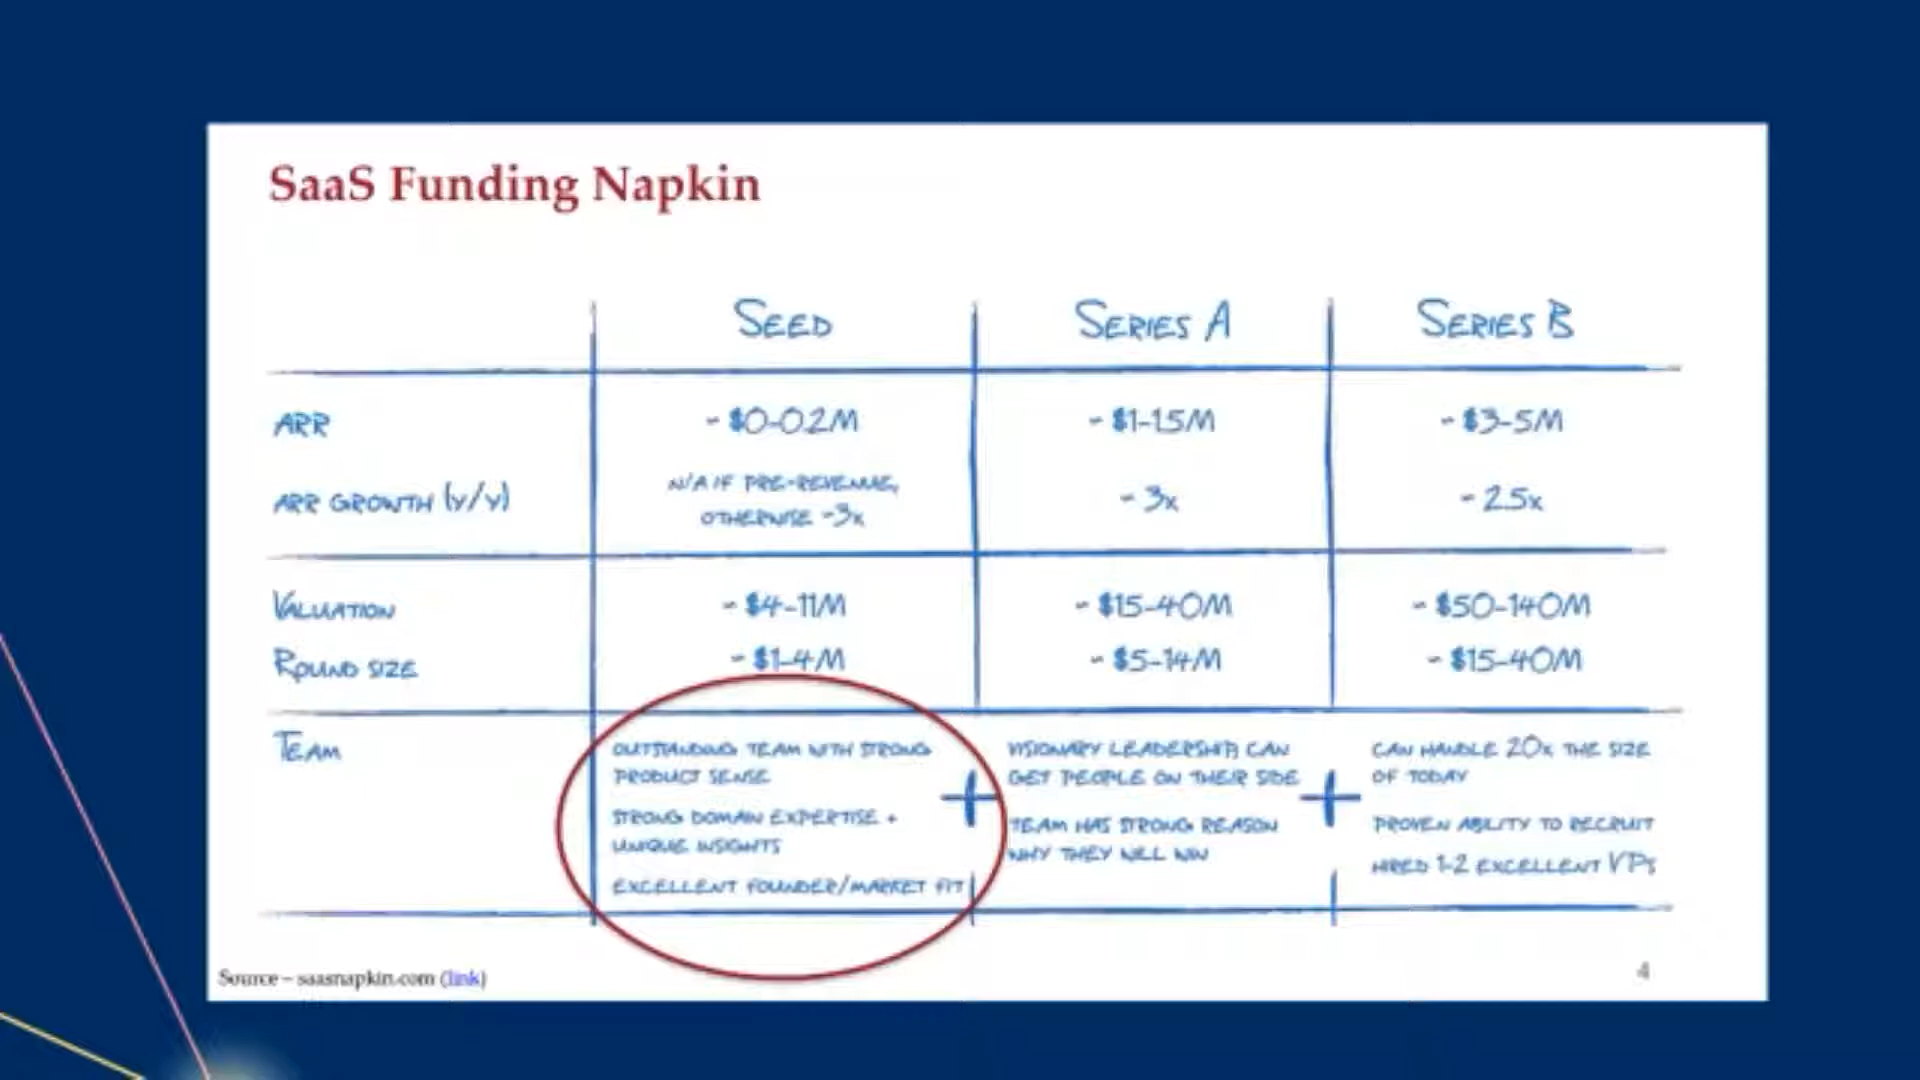 SaaS Funding Napkin
SEED SERIES A SERIES B
ARR ~ $0-0.2M ~ $1-1.5M ~ $3-5M
ARR GROWTH (Y/Y) N/A IF PRE-REVENUE, OTHERWISE ~3x ~ 3x ~ 2.5x
VALUATION ~ $4-11M ~ $15-40M ~ $50-140M
ROUND SIZE ~ $1-4M ~ $5-14M ~ $15-40M
TEAM
OUTSTANDING TEAM WITH STRONG
PRODUCT SENSE
STRONG DOMAIN EXPERTISE +
UNIQUE INSIGHTS
EXCELLENT FOUNDER/MARKET FIT
+
VISIONARY LEADERSHIP; CAN
GET PEOPLE ON THEIR SIDE
TEAM HAS STRONG REASON
WHY THEY WILL WIN
+
CAN HANDLE 20x THE SIZE
OF TODAY
PROVEN ABILITY TO RECRUIT
HIRED 1-2 EXCELLENT VPs
Source – saasnapkin.com (link)
4